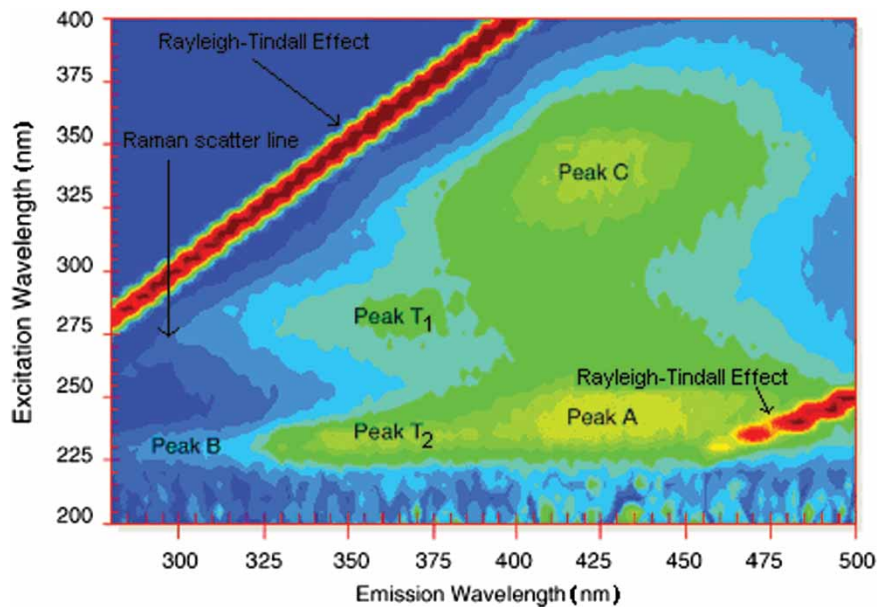 400
375
350
325
300
275
250
225
200
Excitation Wavelength (nm)
Rayleigh-Tindall Effect
Raman scatter line
Peak C
Peak T1
Rayleigh-Tindall Effect
Peak A
Peak T2
Peak B
300 325 350 375 400 425 450 475 500
Emission Wavelength (nm)